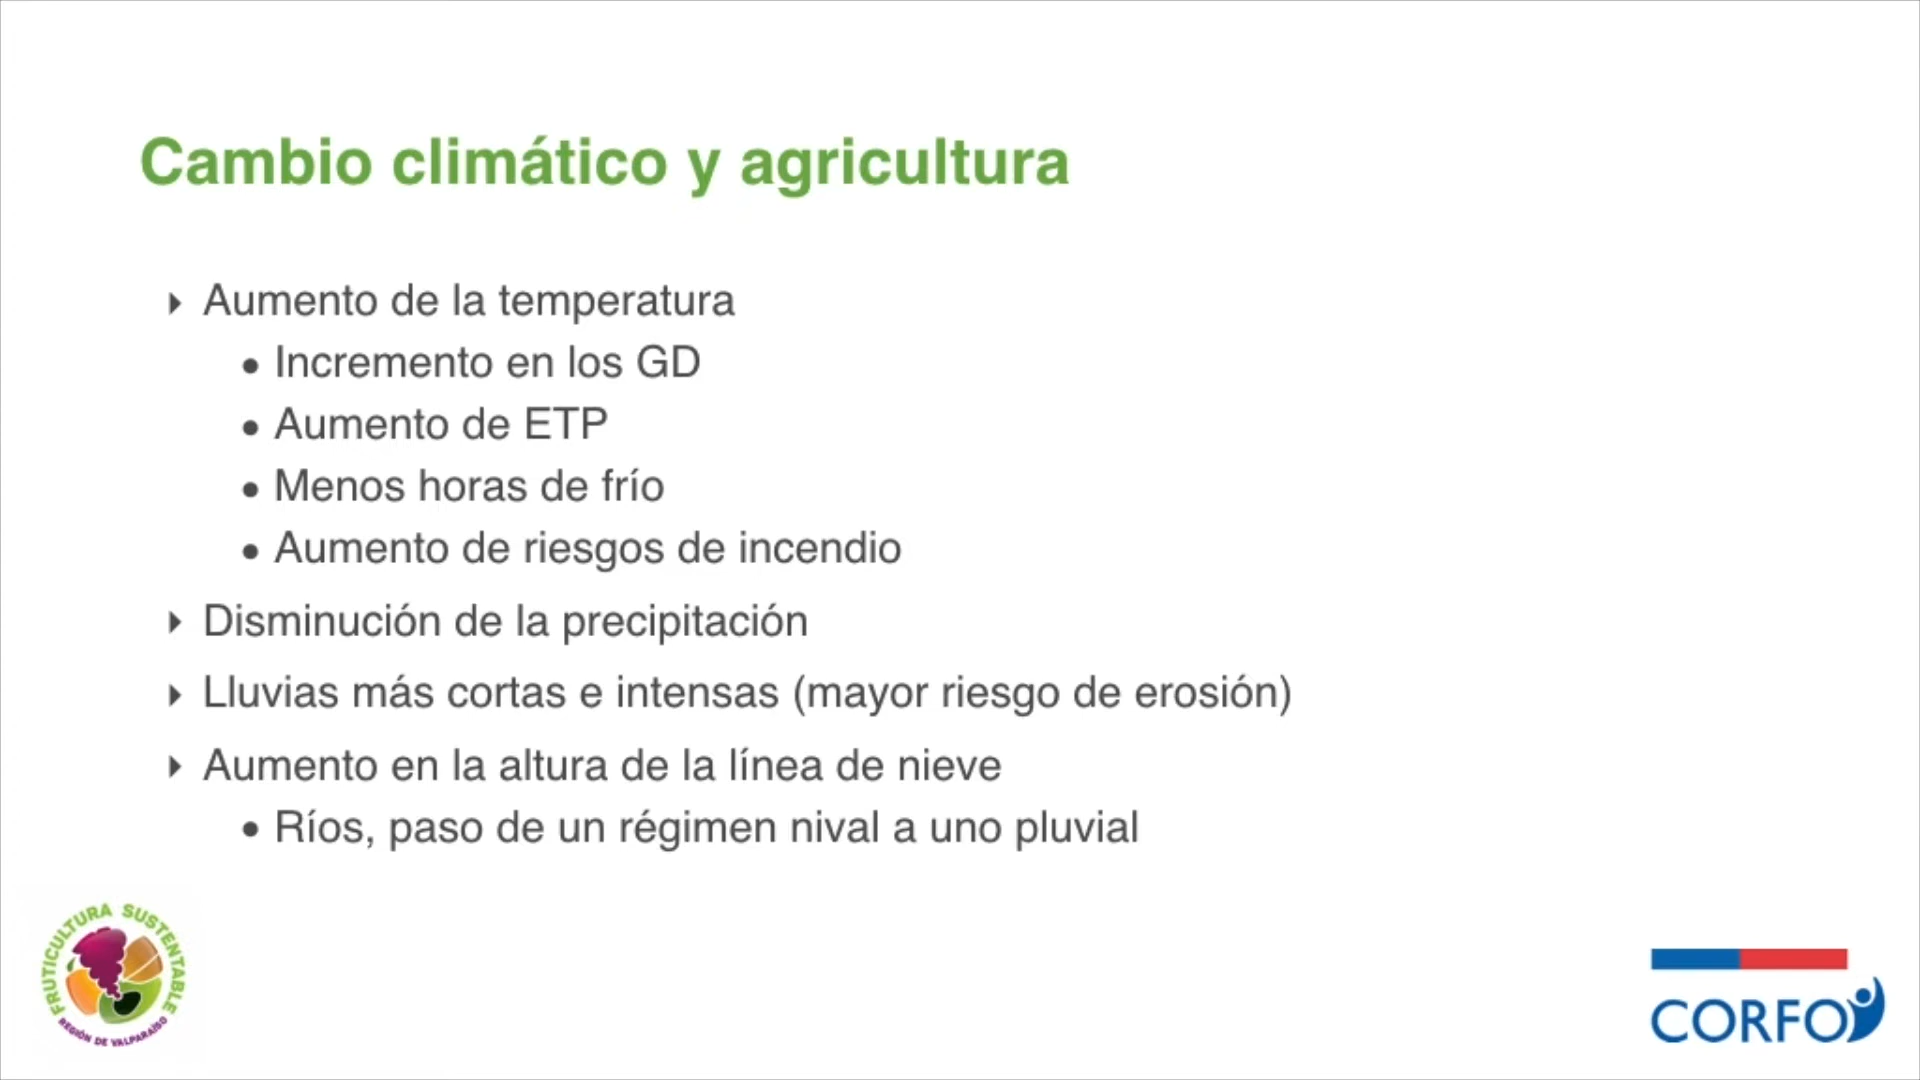 Cambio climático y agricultura
▸ Aumento de la temperatura
• Incremento en los GD
• Aumento de ETP
• Menos horas de frío
• Aumento de riesgos de incendio
▸ Disminución de la precipitación
▸ Lluvias más cortas e intensas (mayor riesgo de erosión)
▸ Aumento en la altura de la línea de nieve
• Ríos, paso de un régimen nival a uno pluvial
FRUTICULTURA SUSTENTABLE
REGIÓN DE VALPARAÍSO
CORFO